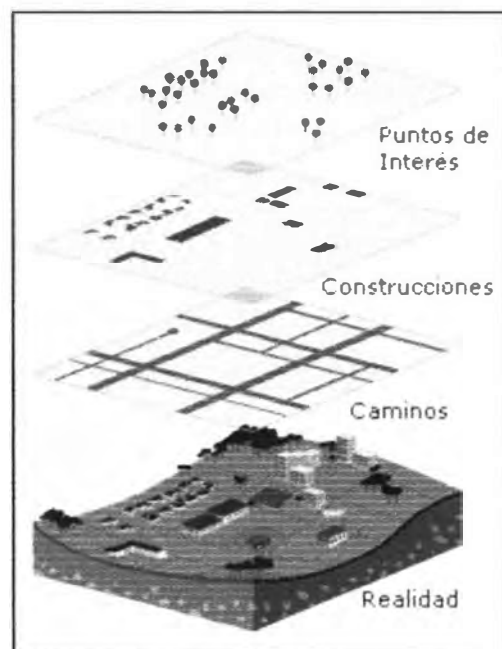 Puntos de
Interés
Construcciones
Caminos
Realidad